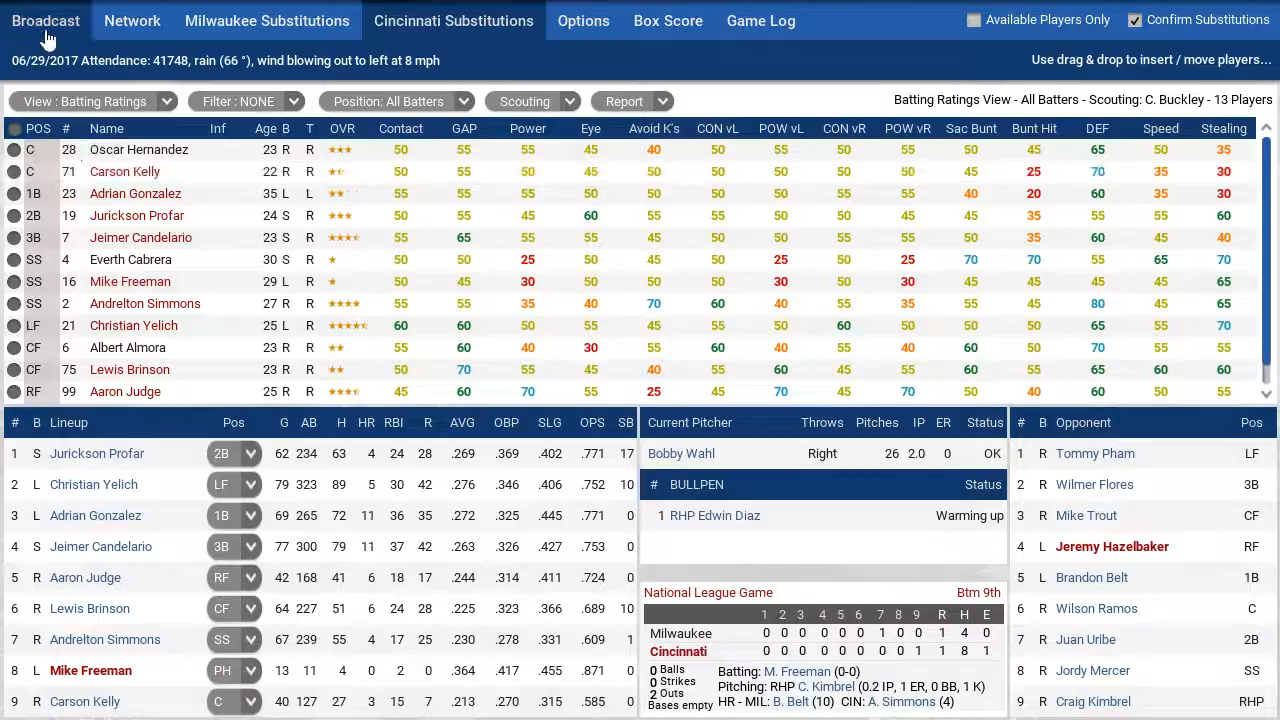 Broadcast Network Milwaukee Substitutions Cincinnati Substitutions Options Box Score Game Log Available Players Only Confirm Substitutions
06/29/2017 Attendance: 41748, rain (66 °), wind blowing out to left at 8 mph Use drag & drop to insert / move players...
View : Batting Ratings Filter : NONE Position: All Batters Scouting Report Batting Ratings View - All Batters - Scouting: C. Buckley - 13 Players
POS # Name Inf Age B T OVR Contact GAP Power Eye Avoid K's CON vL POW vL CON vR POW vR Sac Bunt Bunt Hit DEF Speed Stealing
C 28 Oscar Hernandez 23 R R 50 55 55 45 40 50 55 50 55 50 45 65 50 35
C 71 Carson Kelly 22 R R 50 55 50 45 50 50 50 50 50 45 25 70 35 30
1B 23 Adrian Gonzalez 35 L L 50 55 55 50 50 50 50 50 55 40 20 60 35 30
2B 19 Jurickson Profar 24 S R 50 55 45 60 55 50 50 50 45 45 35 55 55 60
3B 7 Jeimer Candelario 23 S R 55 65 55 55 45 50 50 55 55 50 35 60 45 40
SS 4 Everth Cabrera 30 S R 50 50 25 50 50 50 25 50 25 70 70 55 65 70
SS 16 Mike Freeman 29 L R 50 45 30 50 50 50 30 50 30 50 45 45 45 65
SS 2 Andrelton Simmons 27 R R 55 55 35 40 70 60 40 55 35 55 45 80 45 65
LF 21 Christian Yelich 25 L R 60 60 50 55 45 55 50 60 50 50 50 65 55 70
CF 6 Albert Almora 23 R R 55 60 40 30 55 60 40 55 40 60 50 70 55 55
CF 75 Lewis Brinson 23 R R 50 70 55 45 40 55 60 45 55 60 55 65 60 60
RF 99 Aaron Judge 25 R R 45 60 70 55 25 45 70 45 70 50 40 60 50 55
# B Lineup Pos G AB H HR RBI R AVG OBP SLG OPS SB
1 S Jurickson Profar 2B 62 234 63 4 24 28 .269 .369 .402 .771 17
2 L Christian Yelich LF 79 323 89 5 30 42 .276 .346 .406 .752 10
3 L Adrian Gonzalez 1B 69 265 72 11 36 35 .272 .325 .445 .771 0
4 S Jeimer Candelario 3B 77 300 79 11 37 42 .263 .326 .427 .753 0
5 R Aaron Judge RF 42 168 41 6 18 17 .244 .314 .411 .724 0
6 R Lewis Brinson CF 64 227 51 6 24 28 .225 .323 .366 .689 10
7 R Andrelton Simmons SS 67 239 55 4 17 25 .230 .278 .331 .609 1
8 L Mike Freeman PH 13 11 4 0 2 0 .364 .417 .455 .871 0
9 R Carson Kelly C 40 127 27 3 15 7 .213 .270 .315 .585 0
Current Pitcher Throws Pitches IP ER Status
Bobby Wahl Right 26 2.0 0 OK
# BULLPEN Status
1 RHP Edwin Diaz Warming up
National League Game Btm 9th
1 2 3 4 5 6 7 8 9 R H E
Milwaukee 0 0 0 0 0 0 1 0 0 1 4 0
Cincinnati 0 0 0 0 0 0 0 0 1 1 8 1
0 Balls
0 Strikes
2 Outs
Bases empty
Batting: M. Freeman (0-0)
Pitching: RHP C. Kimbrel (0.2 IP, 1 ER, 0 BB, 1 K)
HR - MIL: B. Belt (10) CIN: A. Simmons (4)
# B Opponent Pos
1 R Tommy Pham LF
2 R Wilmer Flores 3B
3 R Mike Trout CF
4 L Jeremy Hazelbaker RF
5 L Brandon Belt 1B
6 R Wilson Ramos C
7 R Juan Uribe 2B
8 R Jordy Mercer SS
9 R Craig Kimbrel RHP